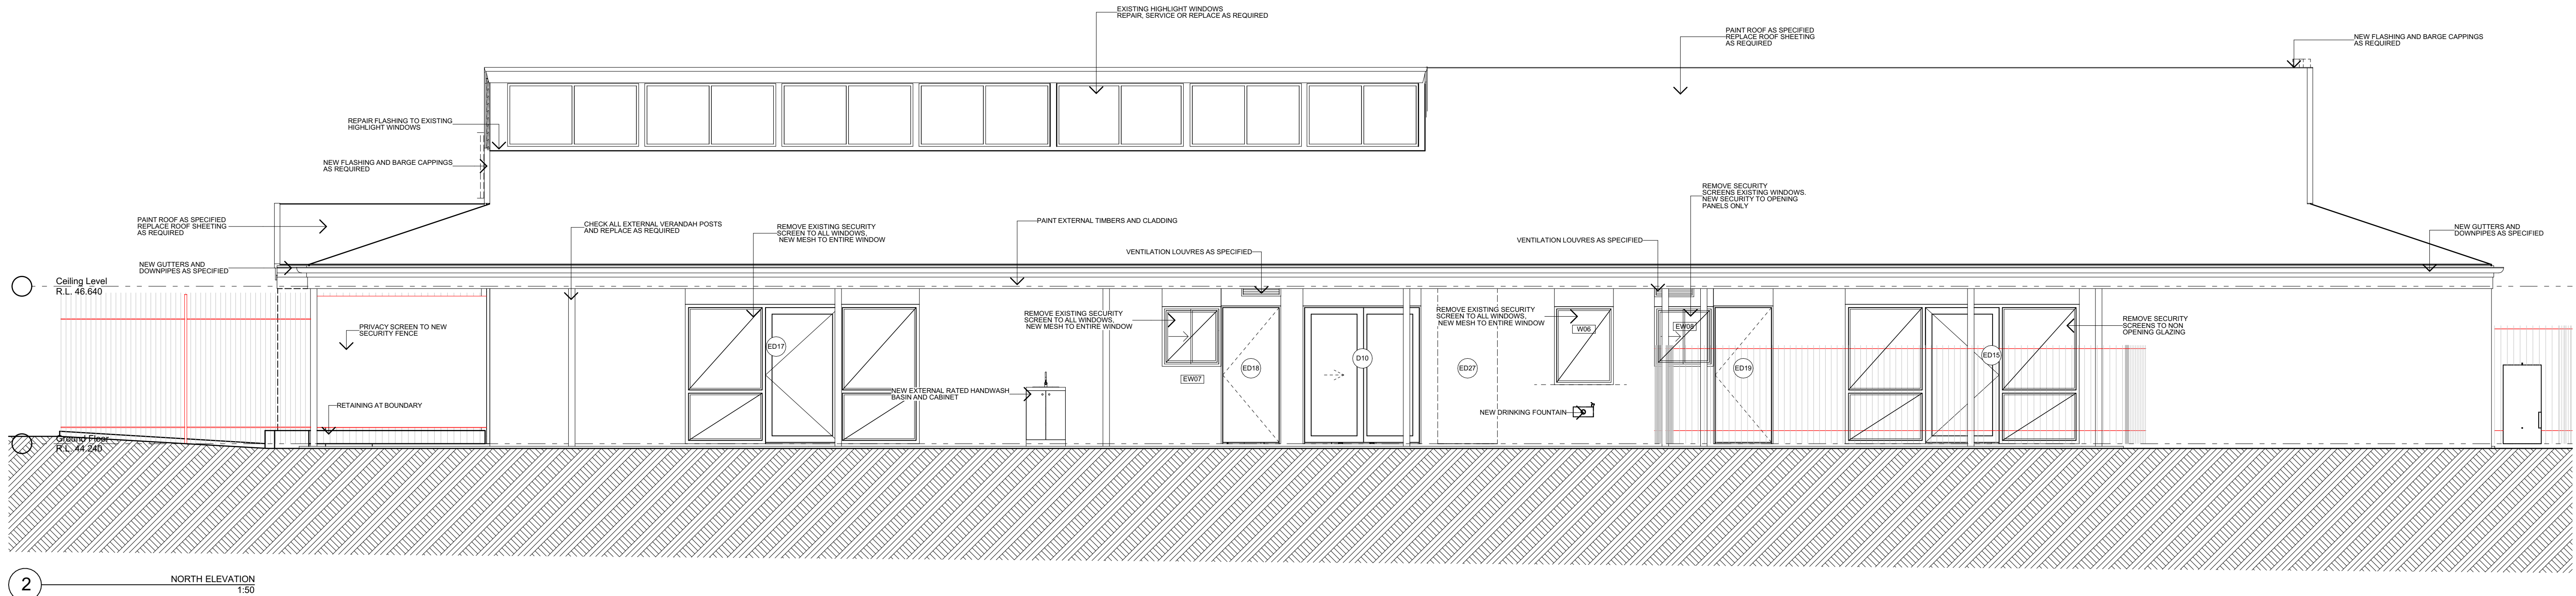 EXISTING HIGHLIGHT WINDOWS
REPAIR, SERVICE OR REPLACE AS REQUIRED
PAINT ROOF AS SPECIFIED
REPLACE ROOF SHEETING
AS REQUIRED
NEW FLASHING AND BARGE CAPPINGS
AS REQUIRED
REPAIR FLASHING TO EXISTING
HIGHLIGHT WINDOWS
NEW FLASHING AND BARGE CAPPINGS
AS REQUIRED
REMOVE SECURITY
SCREENS EXISTING WINDOWS.
NEW SECURITY TO OPENING
PANELS ONLY
PAINT ROOF AS SPECIFIED
REPLACE ROOF SHEETING
AS REQUIRED
CHECK ALL EXTERNAL VERANDAH POSTS
AND REPLACE AS REQUIRED
REMOVE EXISTING SECURITY
SCREEN TO ALL WINDOWS,
NEW MESH TO ENTIRE WINDOW
PAINT EXTERNAL TIMBERS AND CLADDING
VENTILATION LOUVRES AS SPECIFIED
VENTILATION LOUVRES AS SPECIFIED
NEW GUTTERS AND
DOWNPIPES AS SPECIFIED
NEW GUTTERS AND
DOWNPIPES AS SPECIFIED
Ceiling Level
R.L. 46.640
PRIVACY SCREEN TO NEW
SECURITY FENCE
REMOVE EXISTING SECURITY
SCREEN TO ALL WINDOWS,
NEW MESH TO ENTIRE WINDOW
REMOVE EXISTING SECURITY
SCREEN TO ALL WINDOWS,
NEW MESH TO ENTIRE WINDOW
W06
EW08
REMOVE SECURITY
SCREENS TO NON
OPENING GLAZING
ED17
EW07
ED18
D10
ED27
ED19
ED15
NEW EXTERNAL RATED HANDWASH
BASIN AND CABINET
RETAINING AT BOUNDARY
NEW DRINKING FOUNTAIN
Ground Floor
R.L. 44.240
2
NORTH ELEVATION
1:50